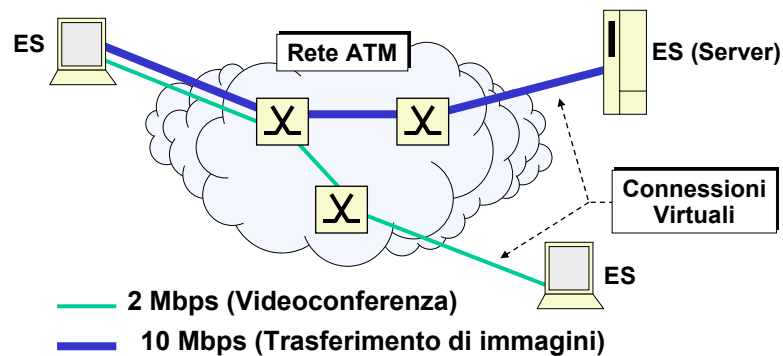 ES
Rete ATM
ES (Server)
Connessioni
Virtuali
ES
2 Mbps (Videoconferenza)
10 Mbps (Trasferimento di immagini)